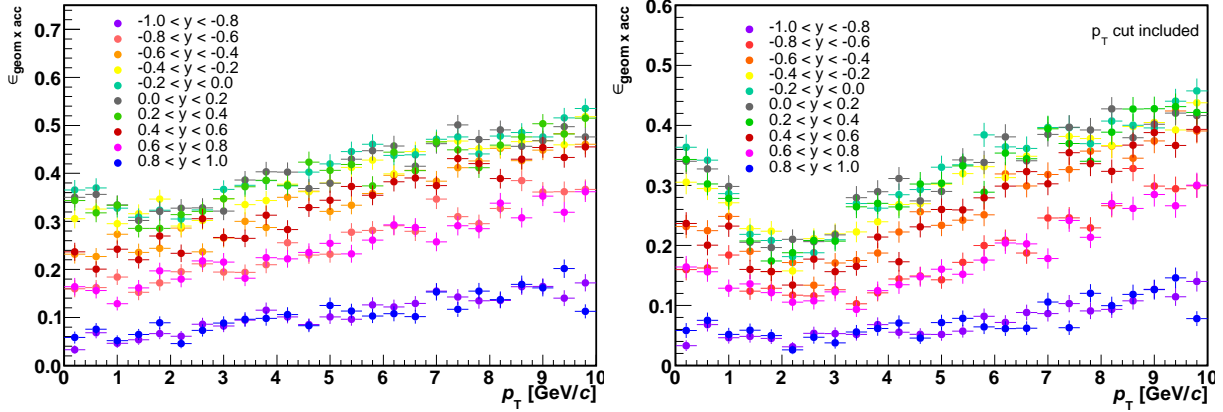 ∈geom x acc
0.7
0.6
0.5
0.4
0.3
0.2
0.1
0.0
-1.0 < y < -0.8
-0.8 < y < -0.6
-0.6 < y < -0.4
-0.4 < y < -0.2
-0.2 < y < 0.0
0.0 < y < 0.2
0.2 < y < 0.4
0.4 < y < 0.6
0.6 < y < 0.8
0.8 < y < 1.0
0 1 2 3 4 5 6 7 8 9 10
pT [GeV/c]
∈geom x acc
0.6
0.5
0.4
0.3
0.2
0.1
0.0
-1.0 < y < -0.8
-0.8 < y < -0.6
-0.6 < y < -0.4
-0.4 < y < -0.2
-0.2 < y < 0.0
0.0 < y < 0.2
0.2 < y < 0.4
0.4 < y < 0.6
0.6 < y < 0.8
0.8 < y < 1.0
pT cut included
0 1 2 3 4 5 6 7 8 9 10
pT [GeV/c]